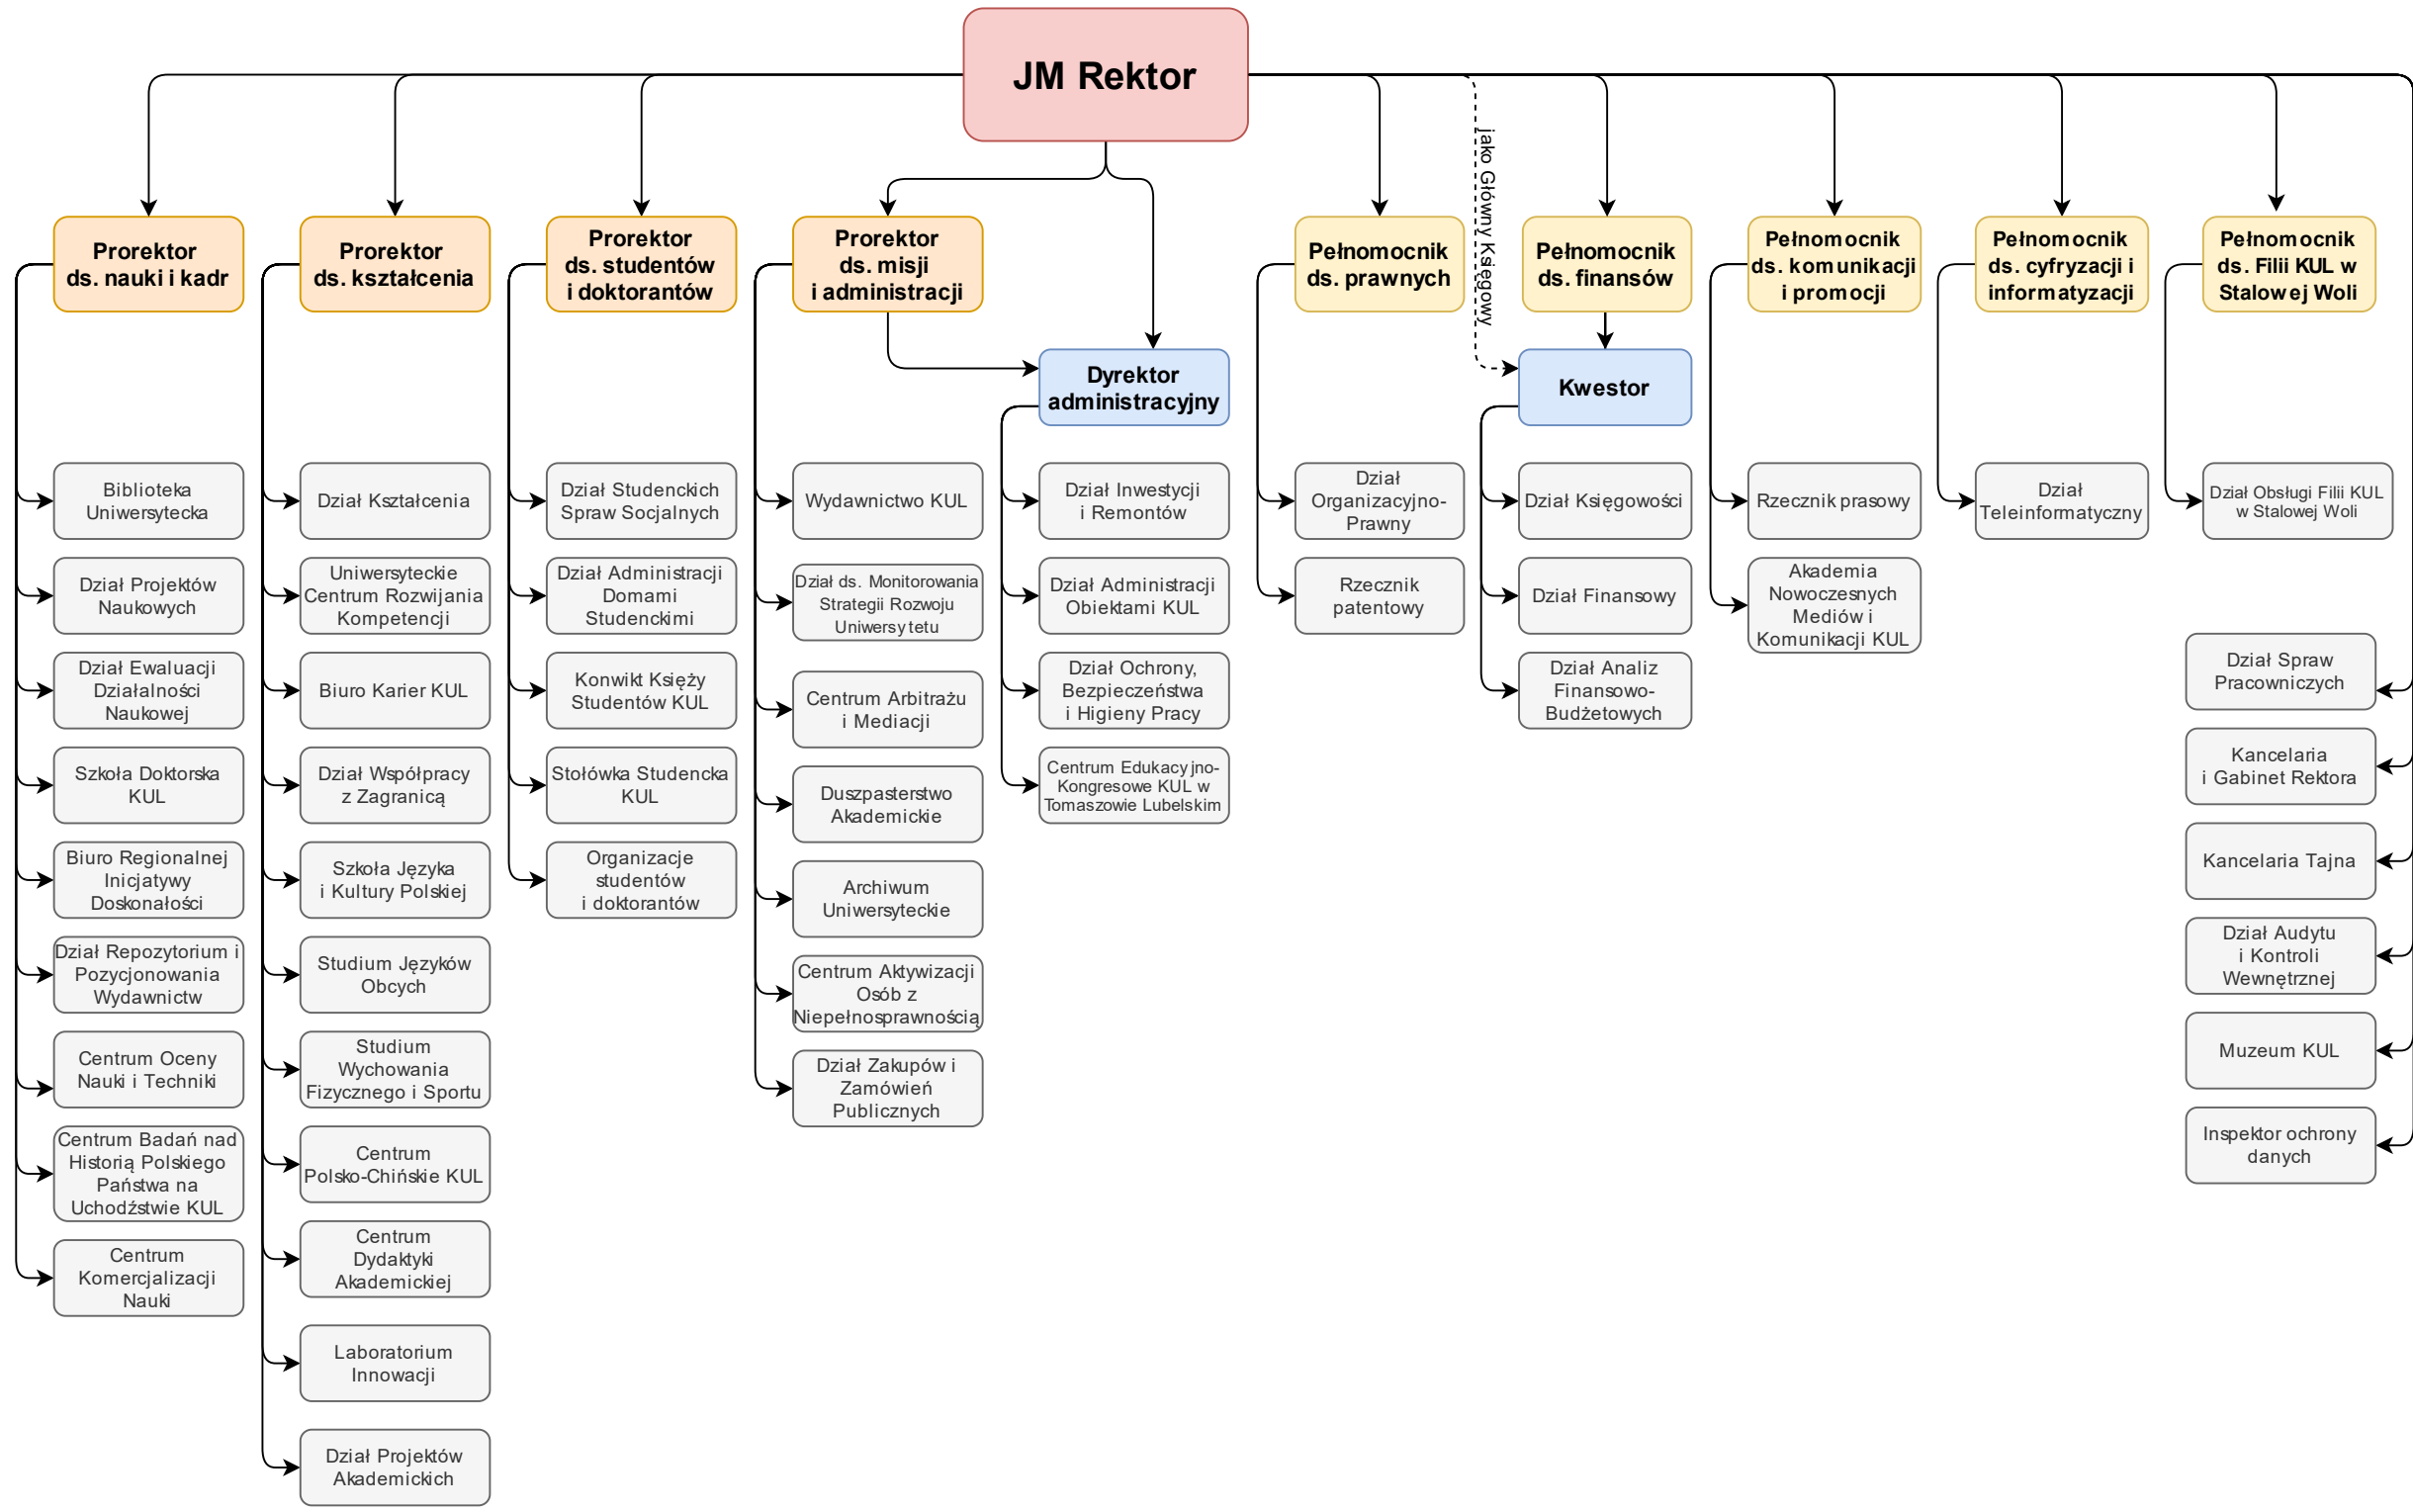 JM Rektor
jako Główny Księgowy
Prorektor
ds. nauki i kadr
Prorektor
ds. kształcenia
Prorektor
ds. studentów
i doktorantów
Prorektor
ds. misji
i administracji
Pełnomocnik
ds. prawnych
Pełnomocnik
ds. finansów
Pełnomocnik
ds. komunikacji
i promocji
Pełnomocnik
ds. cyfryzacji i
informatyzacji
Pełnomocnik
ds. Filii KUL w
Stalowej Woli
Dyrektor
administracyjny
Kwestor
Biblioteka
Uniwersytecka
Dział Projektów
Naukowych
Dział Ewaluacji
Działalności
Naukowej
Szkoła Doktorska
KUL
Biuro Regionalnej
Inicjatywy
Doskonałości
Dział Repozytorium i
Pozycjonowania
Wydawnictw
Centrum Oceny
Nauki i Techniki
Centrum Badań nad
Historią Polskiego
Państwa na
Uchodźstwie KUL
Centrum
Komercjalizacji
Nauki
Dział Kształcenia
Uniwersyteckie
Centrum Rozwijania
Kompetencji
Biuro Karier KUL
Dział Współpracy
z Zagranicą
Szkoła Języka
i Kultury Polskiej
Studium Języków
Obcych
Studium
Wychowania
Fizycznego i Sportu
Centrum
Polsko-Chińskie KUL
Centrum
Dydaktyki
Akademickiej
Laboratorium
Innowacji
Dział Projektów
Akademickich
Dział Studenckich
Spraw Socjalnych
Dział Administracji
Domami
Studenckimi
Konwikt Księży
Studentów KUL
Stołówka Studencka
KUL
Organizacje
studentów
i doktorantów
Wydawnictwo KUL
Dział ds. Monitorowania
Strategii Rozwoju
Uniwersytetu
Centrum Arbitrażu
i Mediacji
Duszpasterstwo
Akademickie
Archiwum
Uniwersyteckie
Centrum Aktywizacji
Osób z
Niepełnosprawnością
Dział Zakupów i
Zamówień
Publicznych
Dział Inwestycji
i Remontów
Dział Administracji
Obiektami KUL
Dział Ochrony,
Bezpieczeństwa
i Higieny Pracy
Centrum Edukacyjno-
Kongresowe KUL w
Tomaszowie Lubelskim
Dział
Organizacyjno-
Prawny
Rzecznik
patentowy
Dział Księgowości
Dział Finansowy
Dział Analiz
Finansowo-
Budżetowych
Rzecznik prasowy
Akademia
Nowoczesnych
Mediów i
Komunikacji KUL
Dział
Teleinformatyczny
Dział Obsługi Filii KUL
w Stalowej Woli
Dział Spraw
Pracowniczych
Kancelaria
i Gabinet Rektora
Kancelaria Tajna
Dział Audytu
i Kontroli
Wewnętrznej
Muzeum KUL
Inspektor ochrony
danych